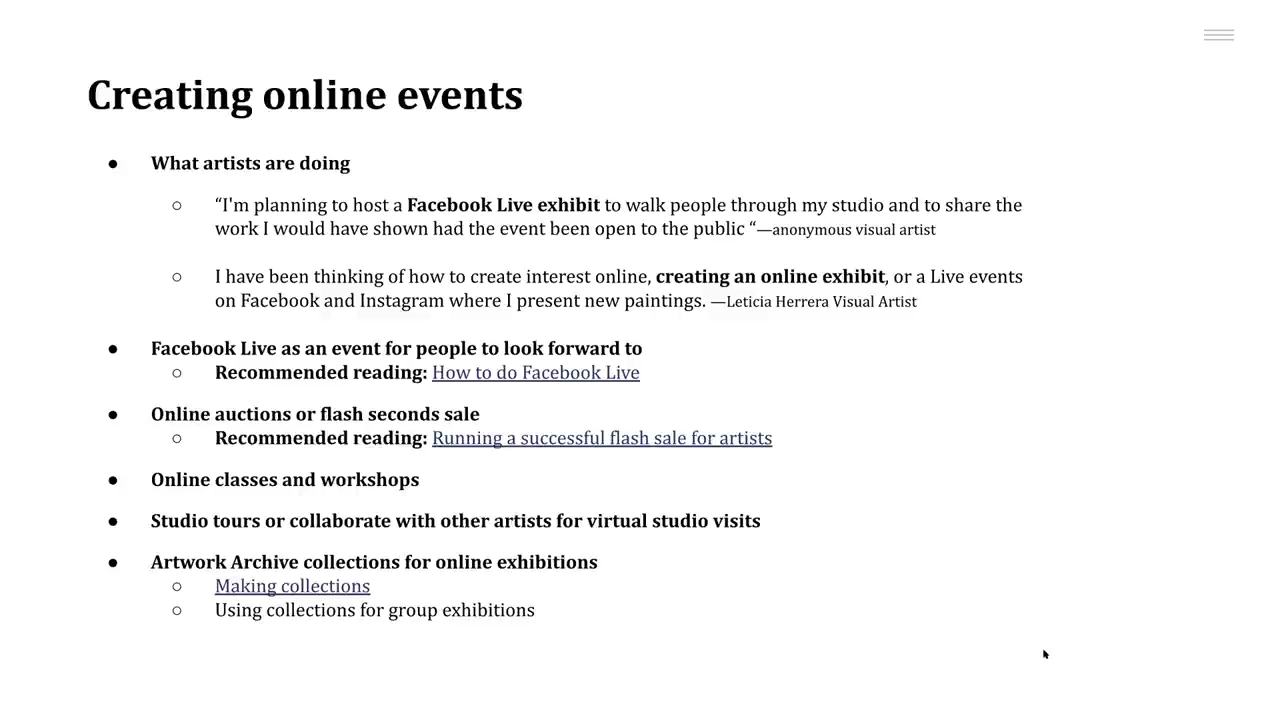 Creating online events
● What artists are doing
○ “I'm planning to host a Facebook Live exhibit to walk people through my studio and to share the
work I would have shown had the event been open to the public “—anonymous visual artist
○ I have been thinking of how to create interest online, creating an online exhibit, or a Live events
on Facebook and Instagram where I present new paintings. —Leticia Herrera Visual Artist
● Facebook Live as an event for people to look forward to
○ Recommended reading: How to do Facebook Live
● Online auctions or flash seconds sale
○ Recommended reading: Running a successful flash sale for artists
● Online classes and workshops
● Studio tours or collaborate with other artists for virtual studio visits
● Artwork Archive collections for online exhibitions
○ Making collections
○ Using collections for group exhibitions